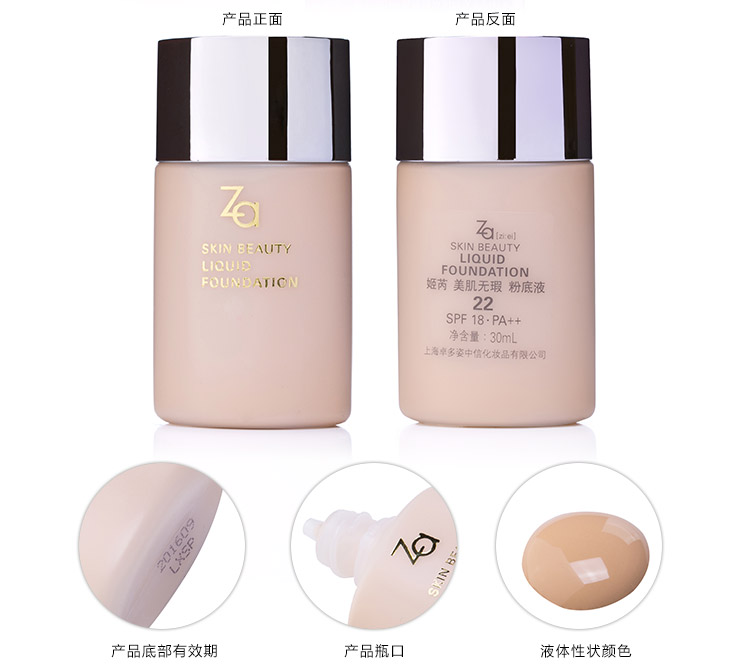 产品正面
产品反面
Za
SKIN BEAUTY
LIQUID
FOUNDATION
Za [zi:ei]
SKIN BEAUTY
LIQUID
FOUNDATION
姬芮 美肌无瑕 粉底液
22
SPF 18·PA++
净含量：30mL
上海卓多姿中信化妆品有限公司
201609
LXSP
Za
SKIN BE
产品底部有效期
产品瓶口
液体性状颜色